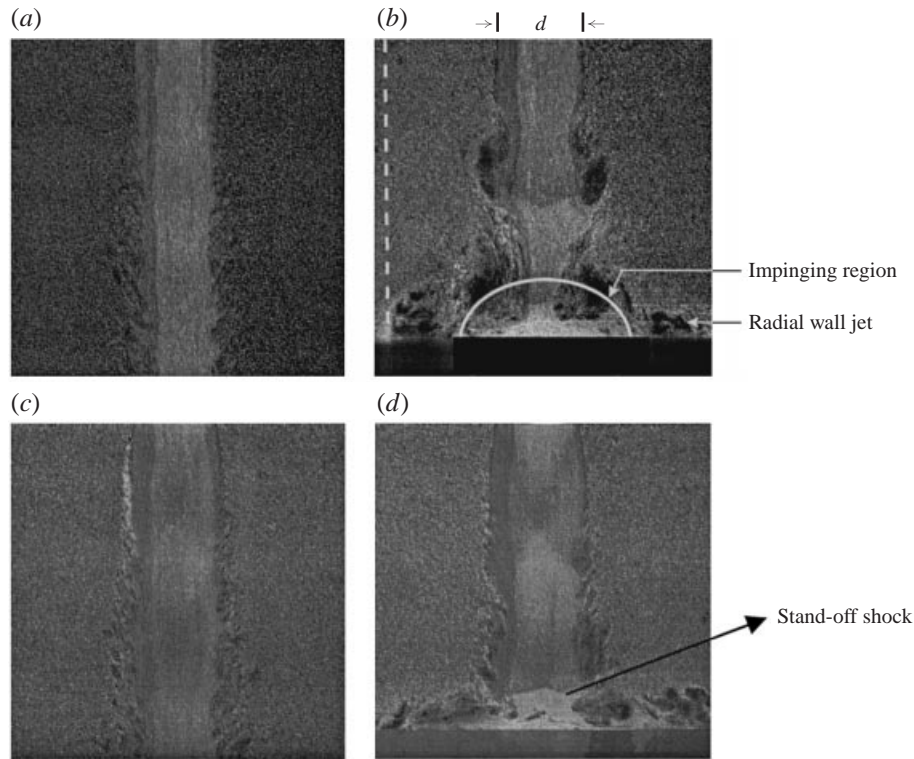 (a)
(b)
d
Impinging region
Radial wall jet
(c)
(d)
Stand-off shock